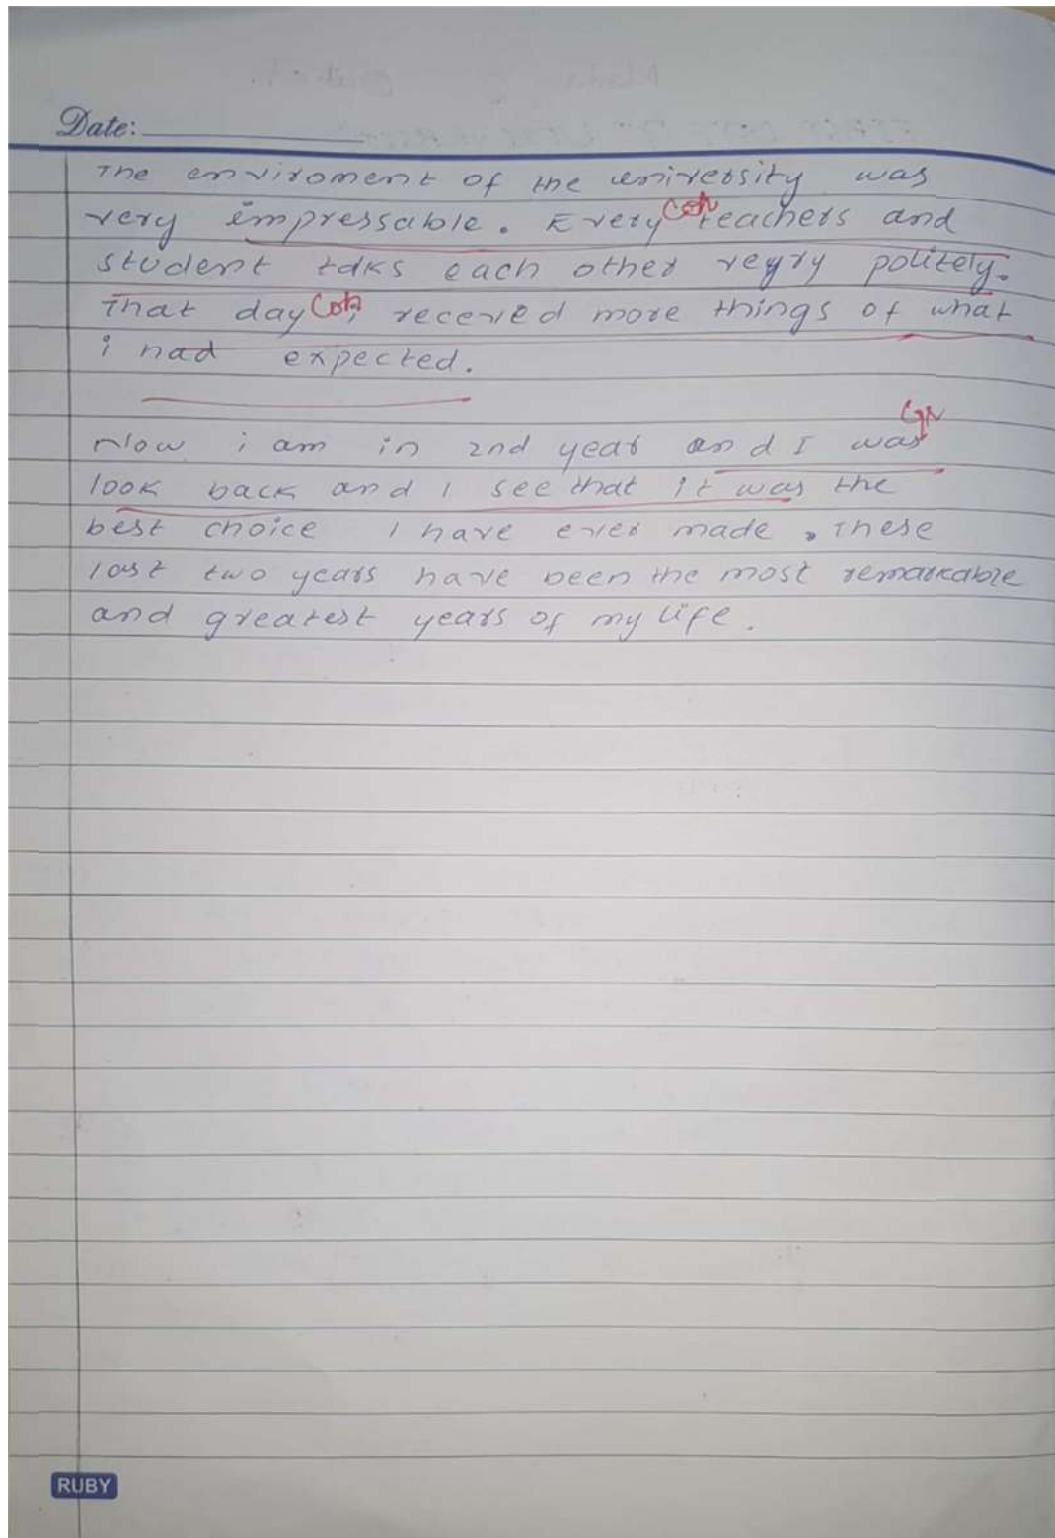 Date:
The enviroment of the university was
very impressable. Every teachers and
student talks each other veyry politely.
That day i received more things of what
i had expected.
Now i am in 2nd year and I was
look back and I see that it was the
best choice I have ever made. These
last two years have been the most remarkable
and greatest years of my life.
RUBY